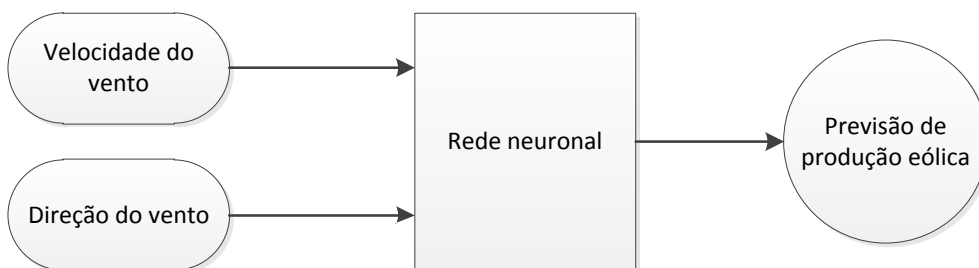 Velocidade do
vento
Direção do vento
Rede neuronal
Previsão de
produção eólica